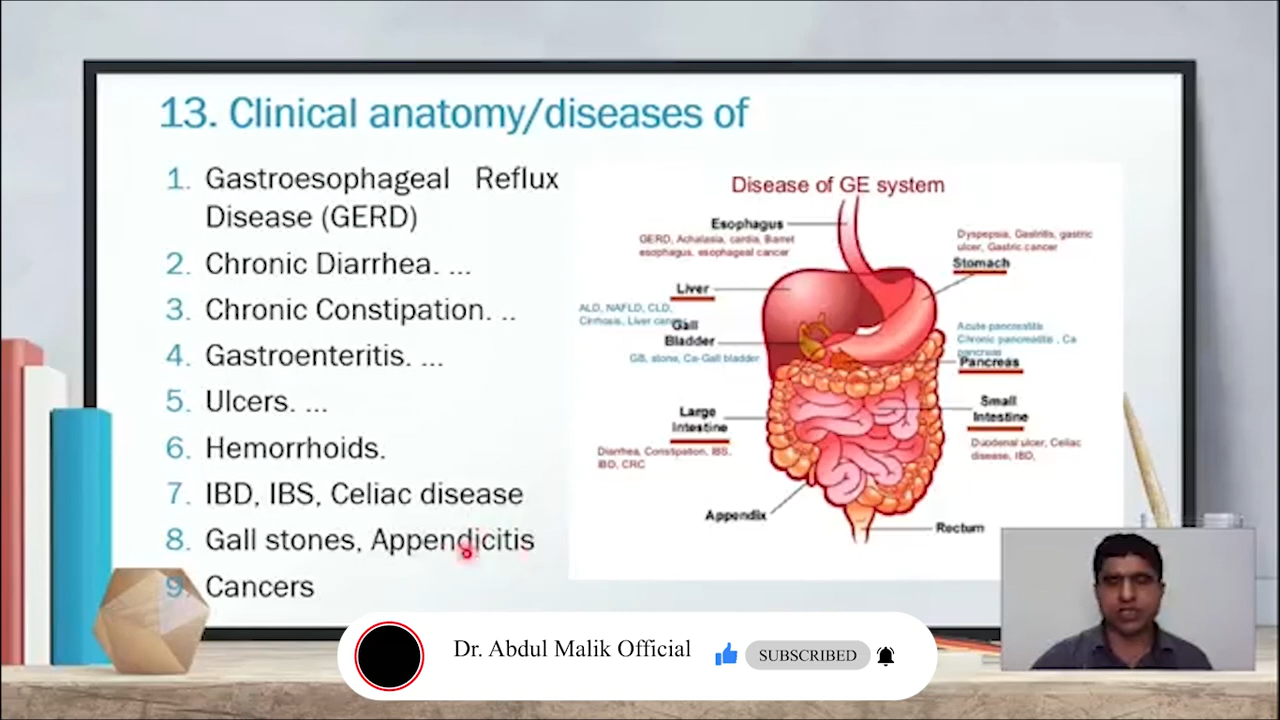 13. Clinical anatomy/diseases of
1. Gastroesophageal Reflux
Disease (GERD)
2. Chronic Diarrhea. ...
3. Chronic Constipation. ..
4. Gastroenteritis. ...
5. Ulcers. ...
6. Hemorrhoids.
7. IBD, IBS, Celiac disease
8. Gall stones, Appendicitis
9. Cancers
Disease of GE system
Esophagus
GERD, Achalasia, cardia, Barret
esophagus, esophageal cancer
Dyspepsia, Gastritis, gastric
ulcer, Gastric cancer
Stomach
Liver
ALD, NAFLD, CLD,
Cirrhosis, Liver
Gall
Bladder
GB, stone, Ca-Gall bladder
Acute pancreatitis
Chronic pancreatite , Ca
pancreas
Pancreas
Large
Intestine
Diarrhea, Constipation, IBS,
IBD, CRC
Small
Intestine
Duodenal ulcer, Celiac
disease, IBD,
Appendix
Rectum
Dr. Abdul Malik Official
SUBSCRIBED